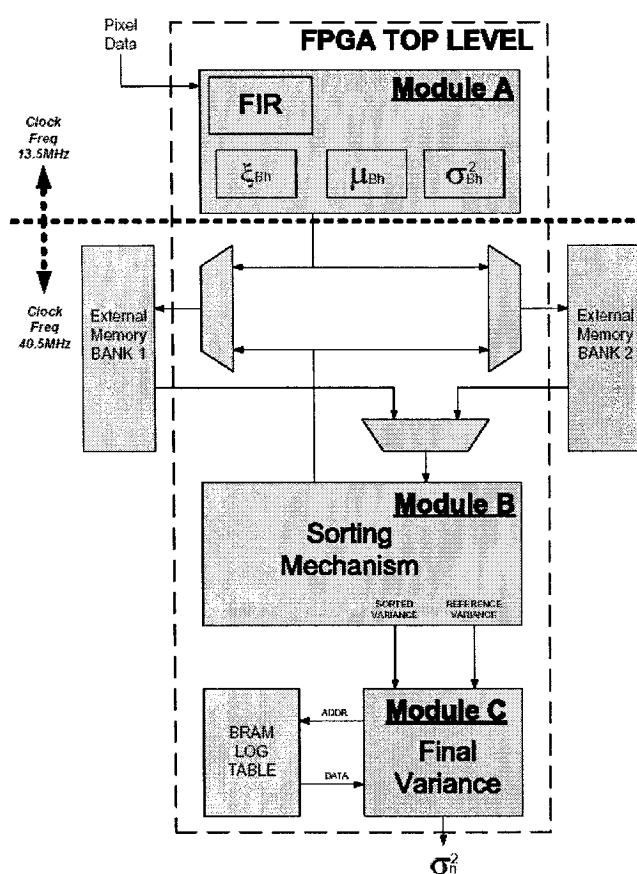 Pixel
Data
FPGA TOP LEVEL
Module A
FIR
ξBh
μBh
σ²Bh
Clock
Freq
13.5MHz
Clock
Freq
40.5MHz
External
Memory
BANK 1
External
Memory
BANK 2
Module B
Sorting
Mechanism
SORTED
VARIANCE
REFERENCE
VARIANCE
BRAM
LOG
TABLE
ADDR
DATA
Module C
Final
Variance
σ²n